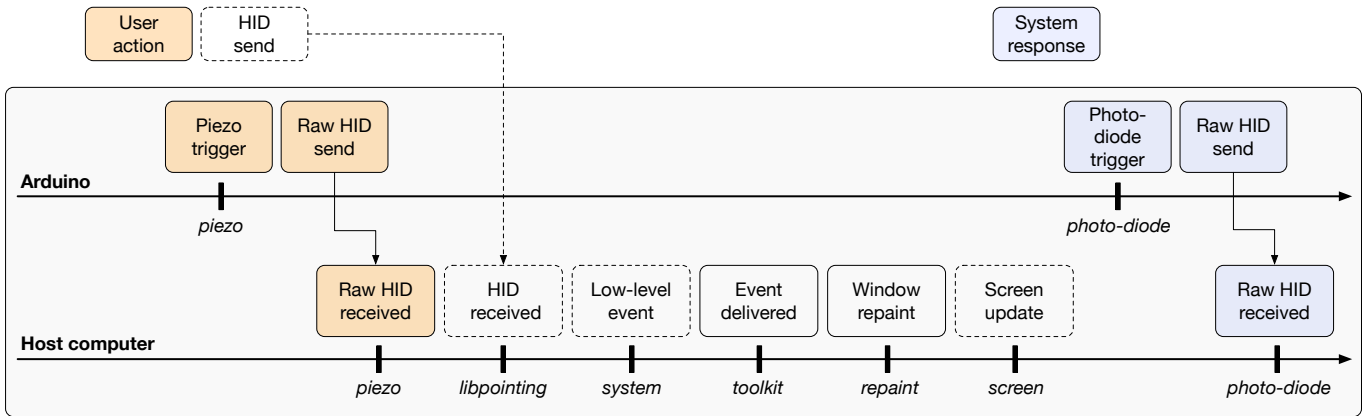 User
action
HID
send
System
response
Piezo
trigger
Raw HID
send
Photo-
diode
trigger
Raw HID
send
Arduino
piezo
photo-diode
Raw HID
received
HID
received
Low-level
event
Event
delivered
Window
repaint
Screen
update
Raw HID
received
Host computer
piezo
libpointing
system
toolkit
repaint
screen
photo-diode